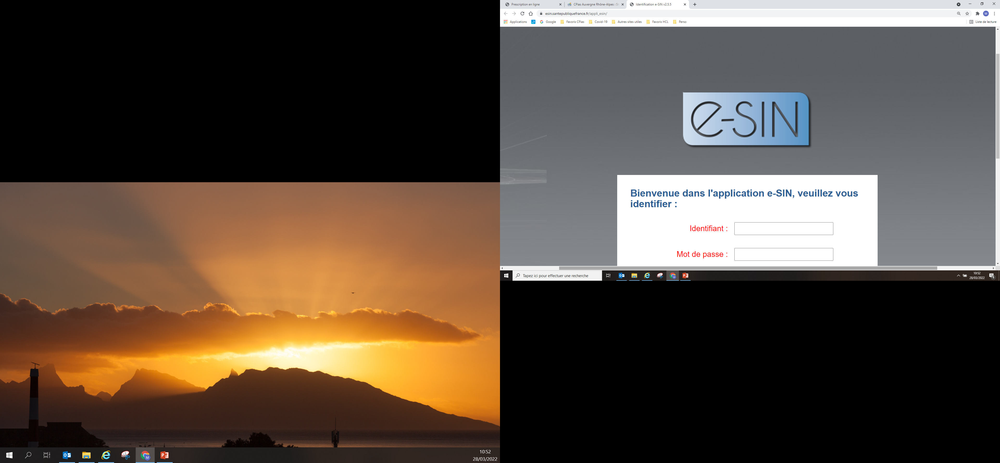 Prescription en ligne
CPias Auvergne Rhône-Alpes : St
Identification e-SIN v2.5.5
esin.santepubliquefrance.fr/appli_esin/
M
Applications
Google
Favoris CPias
Covid-19
Autres sites utiles
Favoris HCL
Perso
Liste de lecture
e-SIN
Bienvenue dans l'application e-SIN, veuillez vous
identifier :
Identifiant :
Mot de passe :
Tapez ici pour effectuer une recherche
10:52
28/03/2022
6
10:52
28/03/2022